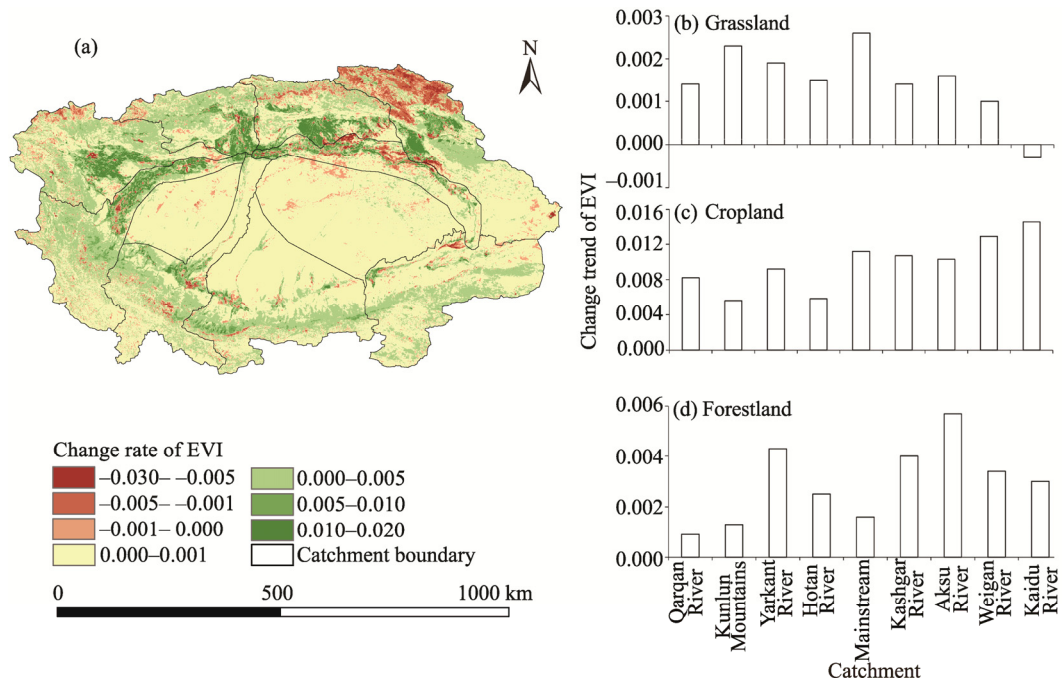 (a)
N
Change rate of EVI
–0.030– –0.005
–0.005– –0.001
–0.001– 0.000
0.000–0.001
0.000–0.005
0.005–0.010
0.010–0.020
Catchment boundary
0
500
1000 km
Change trend of EVI
(b) Grassland
0.003
0.002
0.001
0.000
–0.001
(c) Cropland
0.016
0.012
0.008
0.004
0.000
(d) Forestland
0.006
0.004
0.002
0.000
Qarqan
River
Kunlun
Mountains
Yarkant
River
Hotan
River
Mainstream
Kashgar
River
Aksu
River
Weigan
River
Kaidu
River
Catchment